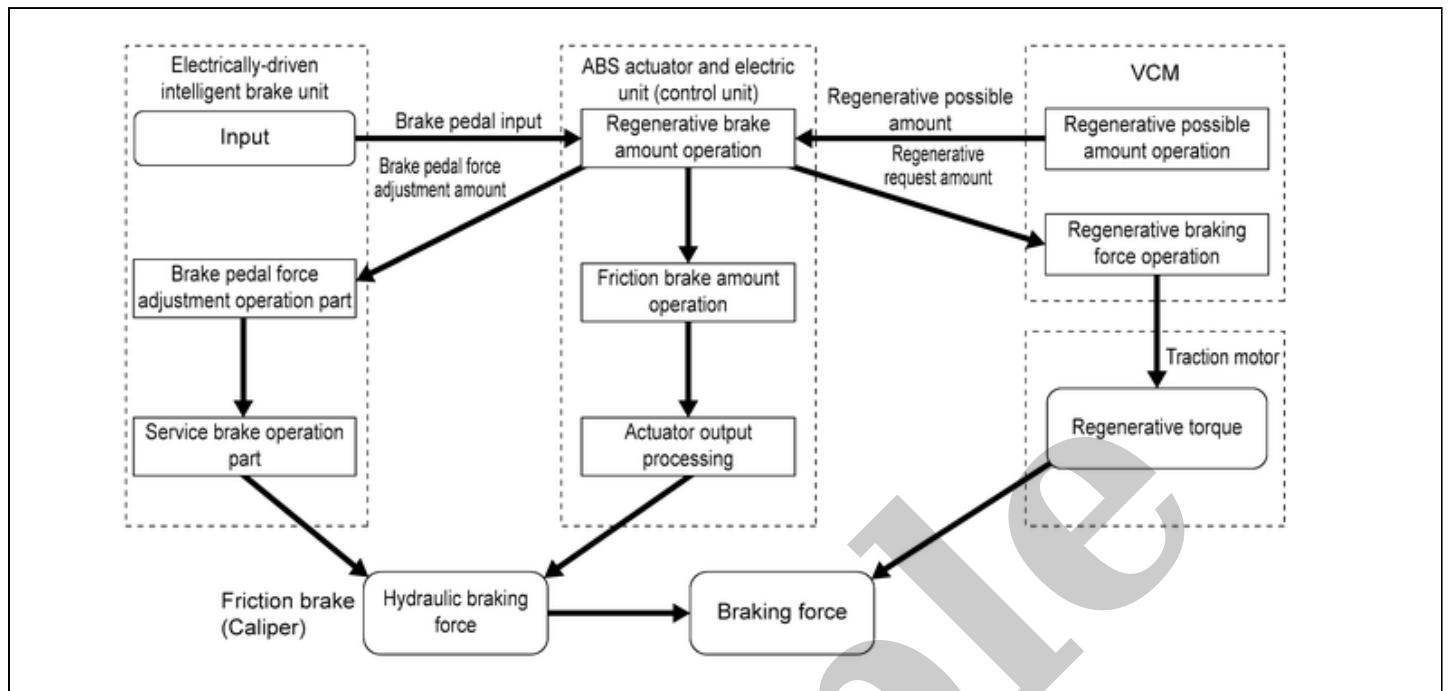 Electrically-driven
intelligent brake unit
Input
Brake pedal input
Brake pedal force
adjustment amount
Brake pedal force
adjustment operation part
Service brake operation
part
ABS actuator and electric
unit (control unit)
Regenerative brake
amount operation
Friction brake amount
operation
Actuator output
processing
Regenerative possible
amount
Regenerative
request amount
VCM
Regenerative possible
amount operation
Regenerative braking
force operation
Traction motor
Regenerative torque
Friction brake
(Caliper)
Hydraulic braking
force
Braking force